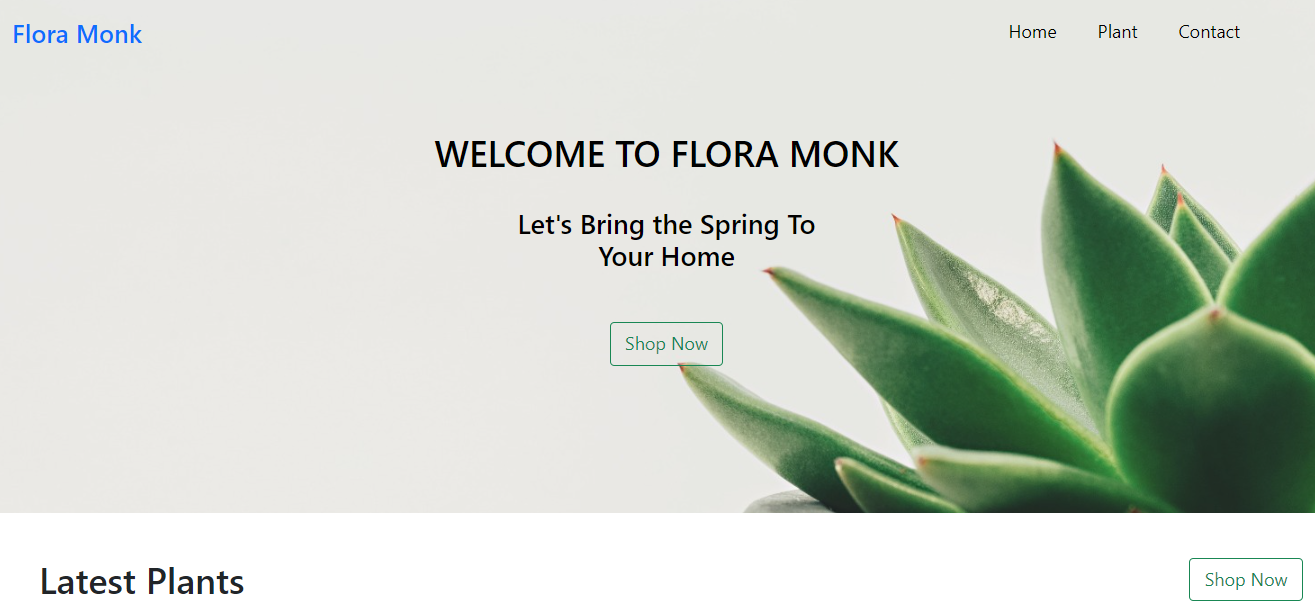 Flora Monk
Home Plant Contact
WELCOME TO FLORA MONK
Let's Bring the Spring To
Your Home
Shop Now
Latest Plants
Shop Now